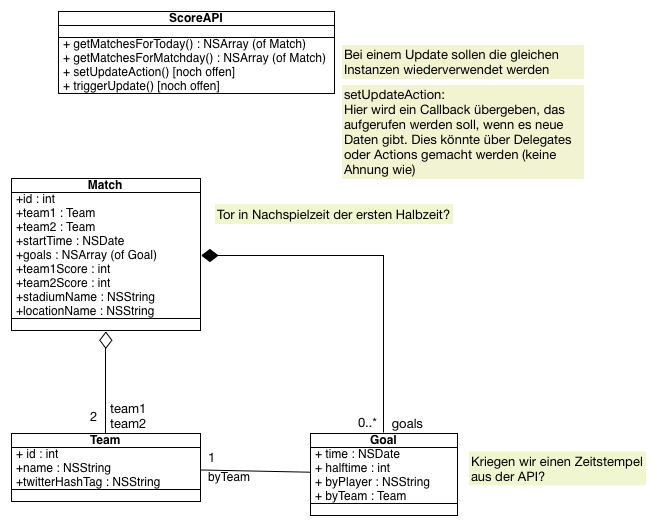 ScoreAPI
+ getMatchesForToday() : NSArray (of Match)
+ getMatchesForMatchday() : NSArray (of Match)
+ setUpdateAction() [noch offen]
+ triggerUpdate() [noch offen]
Bei einem Update sollen die gleichen
Instanzen wiederverwendet werden
setUpdateAction:
Hier wird ein Callback übergeben, das
aufgerufen werden soll, wenn es neue
Daten gibt. Dies könnte über Delegates
oder Actions gemacht werden (keine
Ahnung wie)
Match
+id : int
+team1 : Team
+team2 : Team
+startTime : NSDate
+goals : NSArray (of Goal)
+team1Score : int
+team2Score : int
+stadiumName : NSString
+locationName : NSString
Tor in Nachspielzeit der ersten Halbzeit?
2
team1
team2
0..*
goals
Team
+ id : int
+name : NSString
+twitterHashTag : NSString
1
byTeam
Goal
+ time : NSDate
+ halftime : int
+ byPlayer : NSString
+ byTeam : Team
Kriegen wir einen Zeitstempel
aus der API?